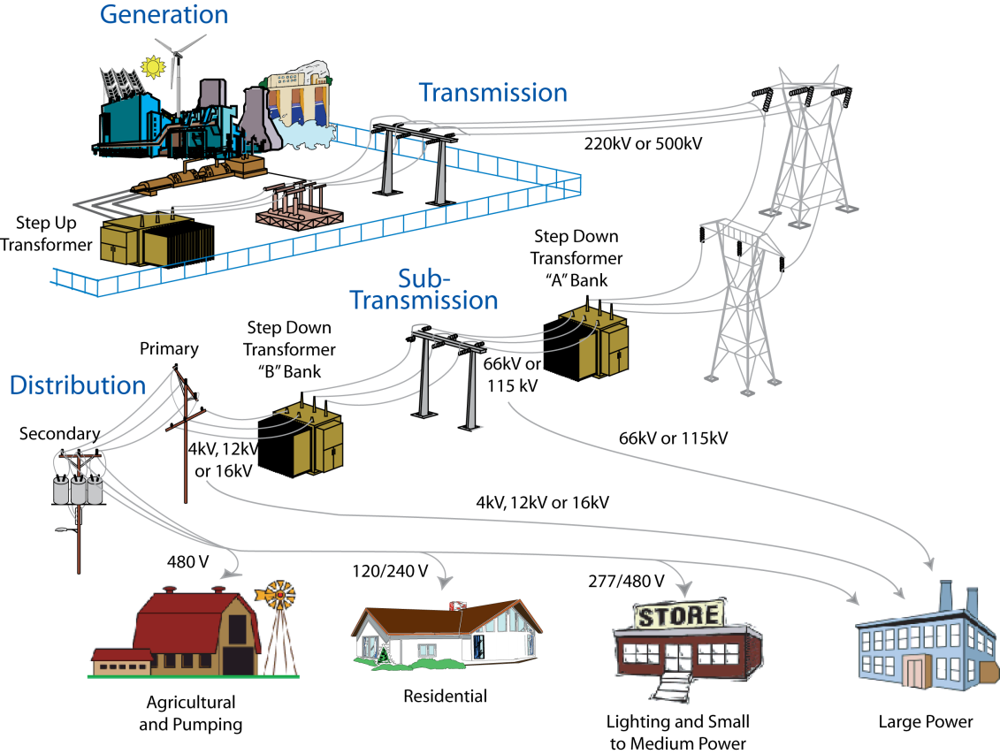 Generation
Transmission
220kV or 500kV
Step Up
Transformer
Step Down
Transformer
“A” Bank
Sub-
Transmission
Step Down
Transformer
“B” Bank
Primary
66kV or
115 kV
Distribution
Secondary
4kV, 12kV
or 16kV
66kV or 115kV
4kV, 12kV or 16kV
480 V
120/240 V
277/480 V
STORE
Agricultural
and Pumping
Residential
Lighting and Small
to Medium Power
Large Power